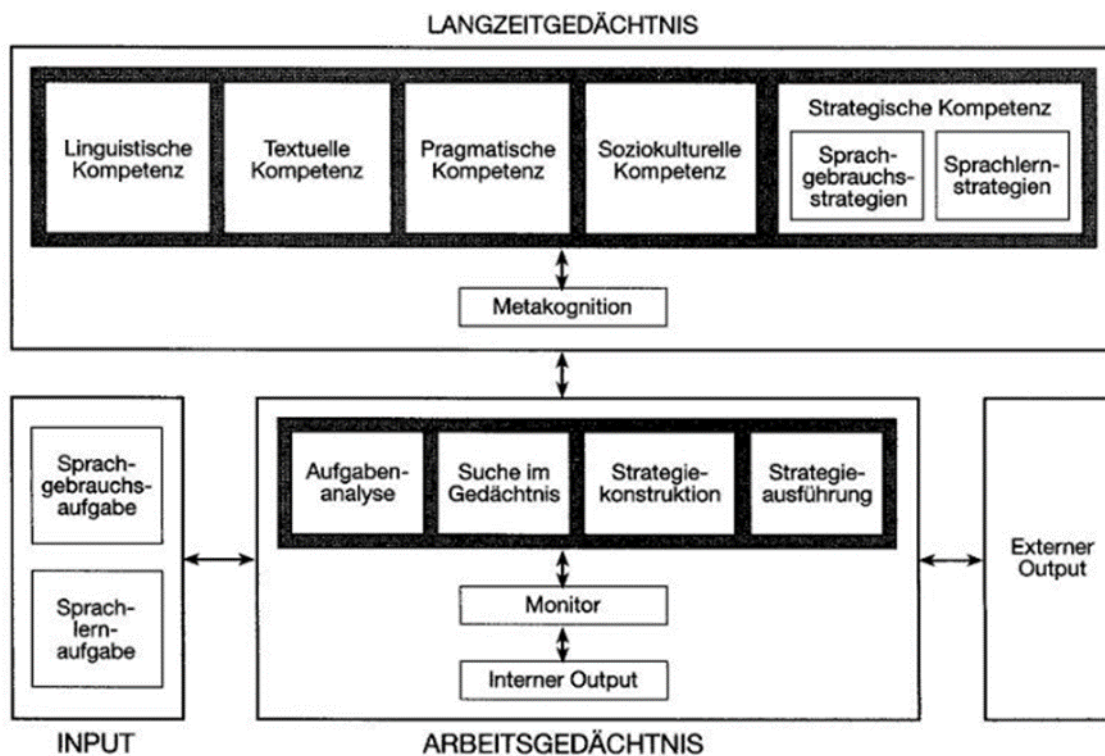 LANGZEITGEDÄCHTNIS
Linguistische
Kompetenz
Textuelle
Kompetenz
Pragmatische
Kompetenz
Soziokulturelle
Kompetenz
Strategische Kompetenz
Sprach-
gebrauchs-
strategien
Sprachlern-
strategien
Metakognition
Sprach-
gebrauchs-
aufgabe
Sprach-
lern-
aufgabe
INPUT
Aufgaben-
analyse
Suche im
Gedächtnis
Strategie-
konstruktion
Strategie-
ausführung
Monitor
Interner Output
ARBEITSGEDÄCHTNIS
Externer
Output